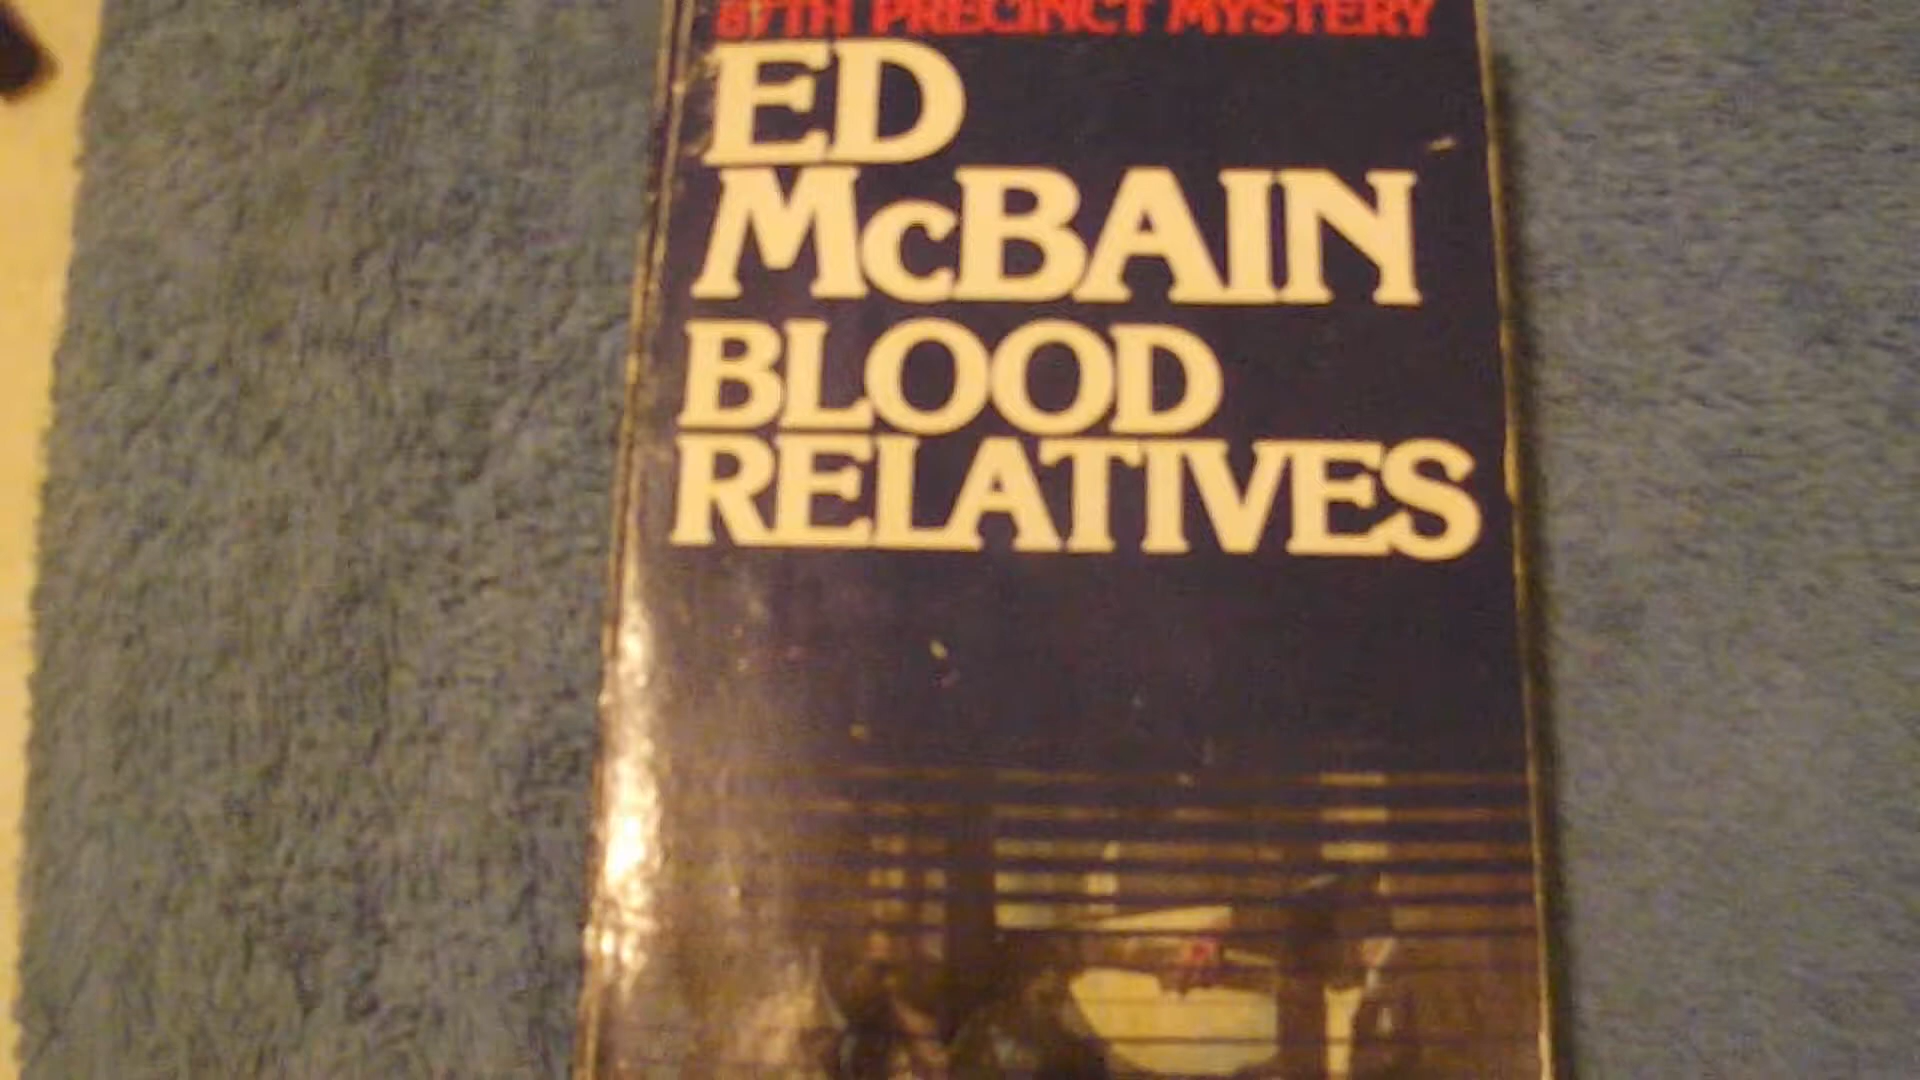 87TH PRECINCT MYSTERY
ED
McBAIN
BLOOD
RELATIVES